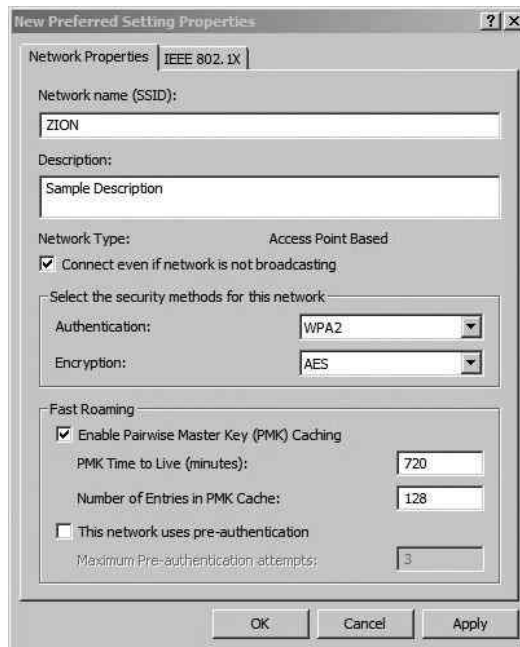 New Preferred Setting Properties
Network Properties
IEEE 802.1X
Network name (SSID):
ZION
Description:
Sample Description
Network Type: Access Point Based
Connect even if network is not broadcasting
Select the security methods for this network
Authentication: WPA2
Encryption: AES
Fast Roaming
Enable Pairwise Master Key (PMK) Caching
PMK Time to Live (minutes): 720
Number of Entries in PMK Cache: 128
This network uses pre-authentication
Maximum Pre-authentication attempts: 3
OK Cancel Apply